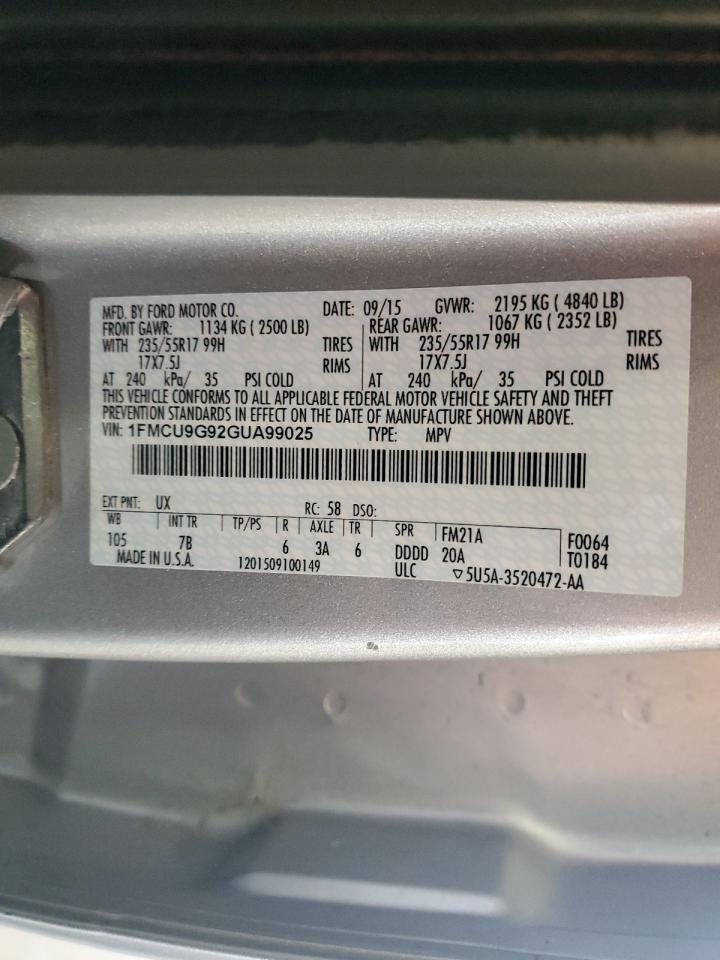 MFD. BY FORD MOTOR CO. DATE: 09/15 GVWR: 2195 KG ( 4840 LB)
FRONT GAWR: 1134 KG ( 2500 LB) REAR GAWR: 1067 KG ( 2352 LB)
WITH 235/55R17 99H TIRES WITH 235/55R17 99H TIRES
17X7.5J RIMS 17X7.5J RIMS
AT 240 kPa/ 35 PSI COLD AT 240 kPa/ 35 PSI COLD
THIS VEHICLE CONFORMS TO ALL APPLICABLE FEDERAL MOTOR VEHICLE SAFETY AND THEFT
PREVENTION STANDARDS IN EFFECT ON THE DATE OF MANUFACTURE SHOWN ABOVE.
VIN: 1FMCU9G92GUA99025 TYPE: MPV
EXT PNT: UX RC: 58 DSO:
WB INT TR TP/PS R AXLE TR SPR FM21A F0064
105 7B 6 3A 6 DDDD 20A T0184
MADE IN U.S.A. 1201509100149 ULC ▽5U5A-3520472-AA